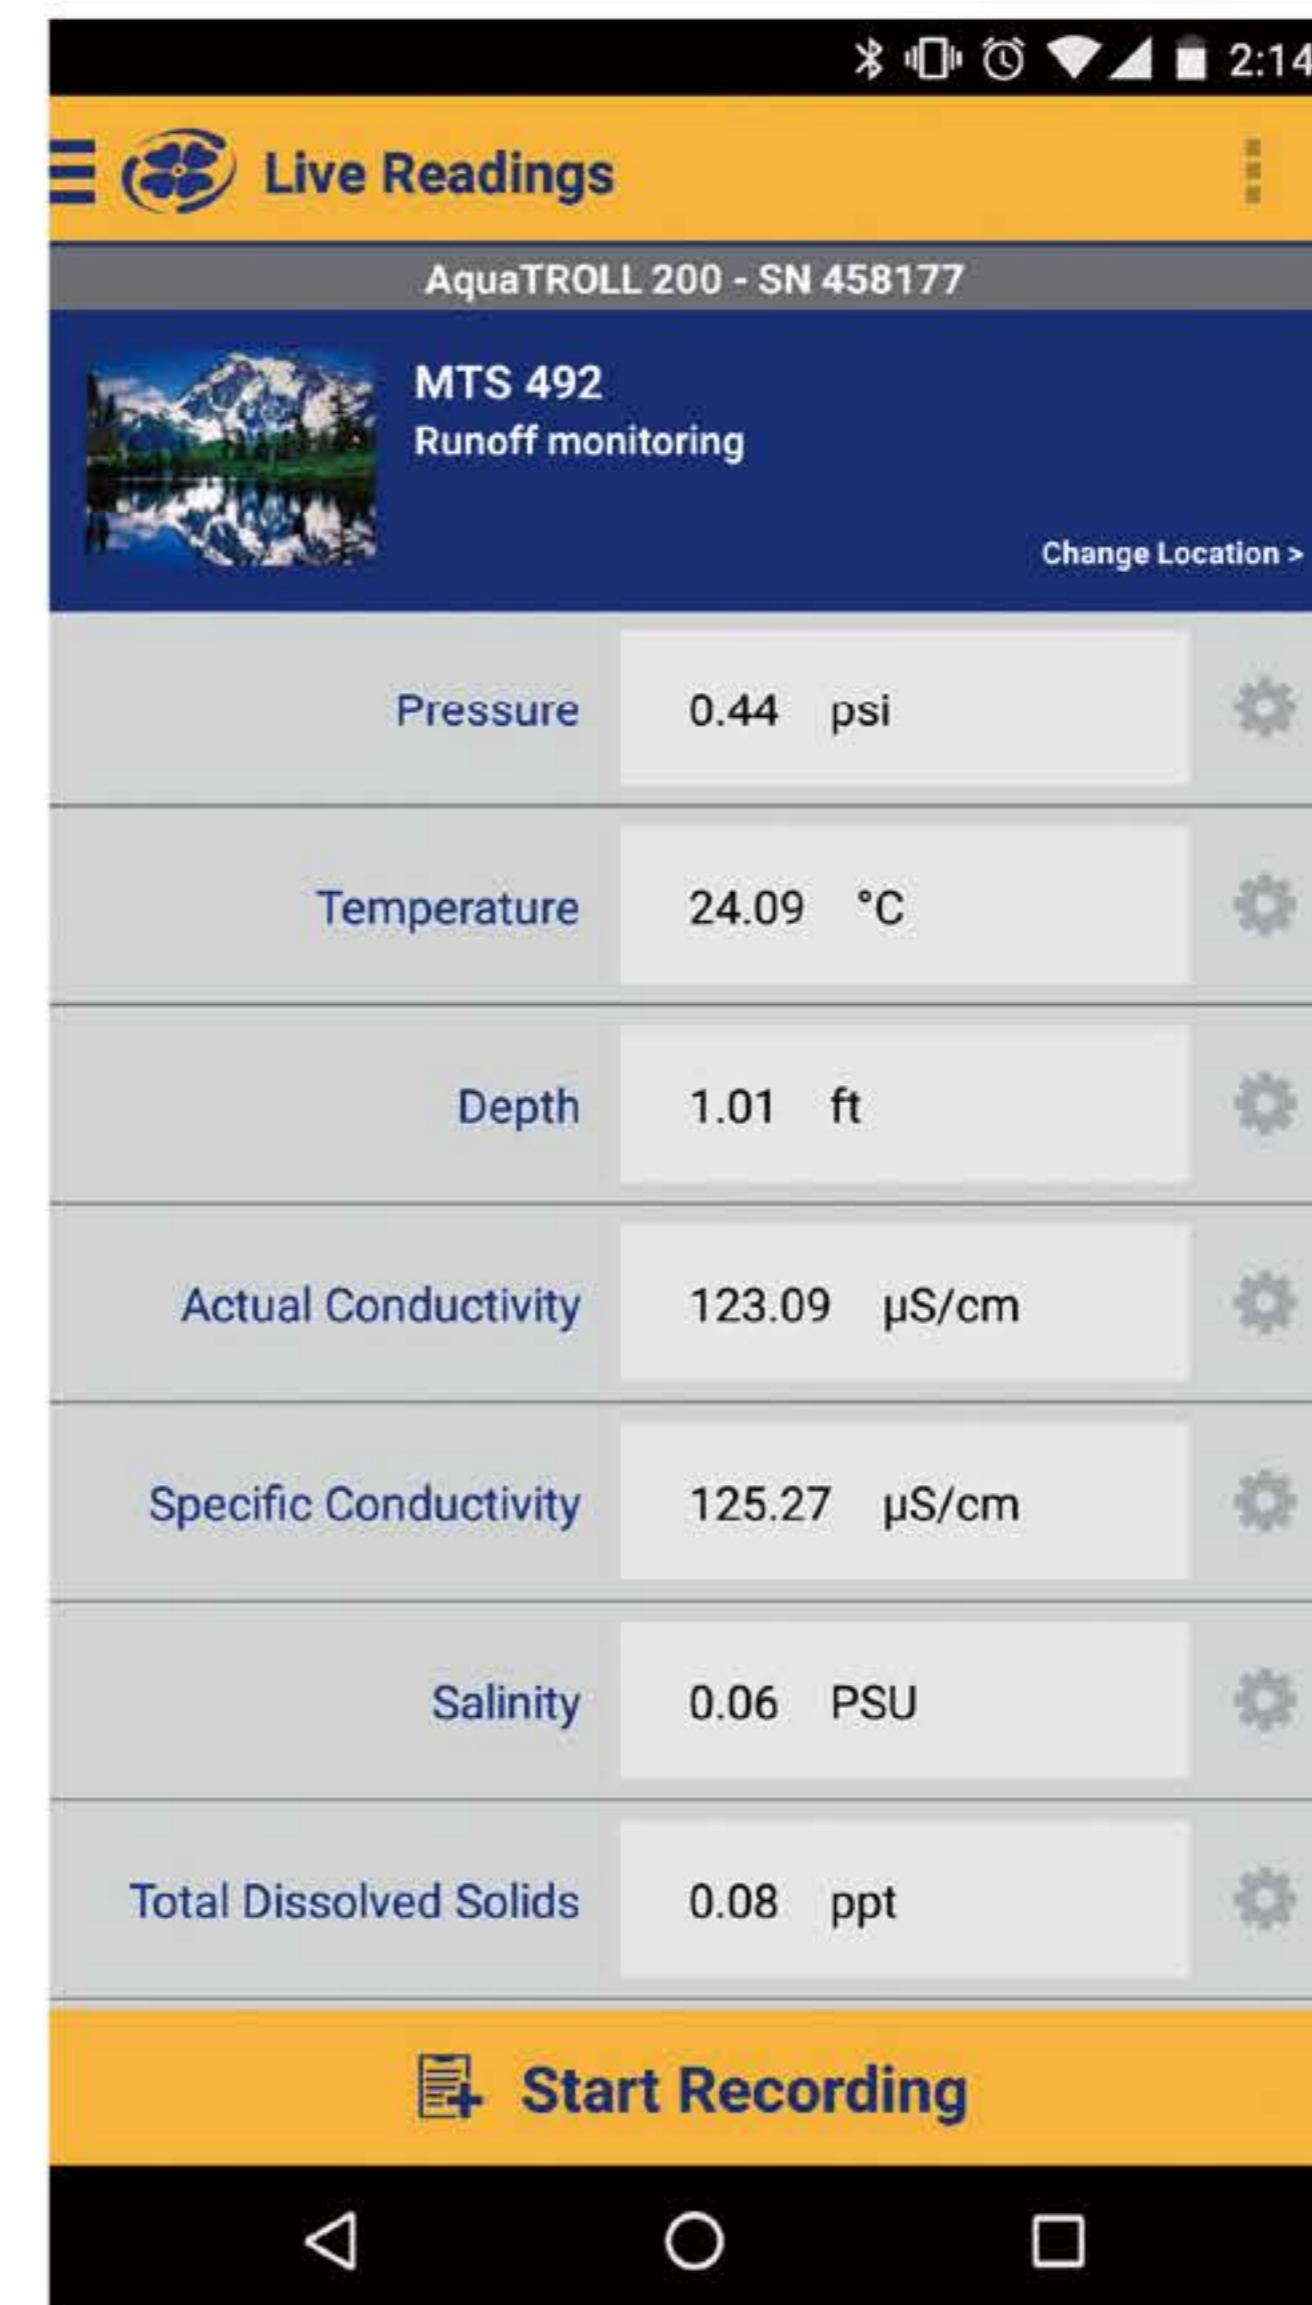 2:14
Live Readings
AquaTROLL 200 - SN 458177
MTS 492
Runoff monitoring
Change Location >
Pressure 0.44 psi
Temperature 24.09 °C
Depth 1.01 ft
Actual Conductivity 123.09 µS/cm
Specific Conductivity 125.27 µS/cm
Salinity 0.06 PSU
Total Dissolved Solids 0.08 ppt
Start Recording